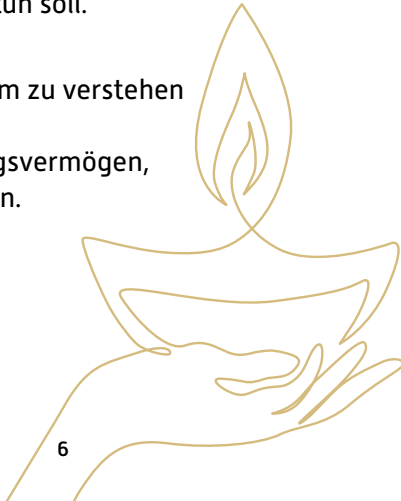 tun soll.
m zu verstehen
gsvermögen,
n.
6